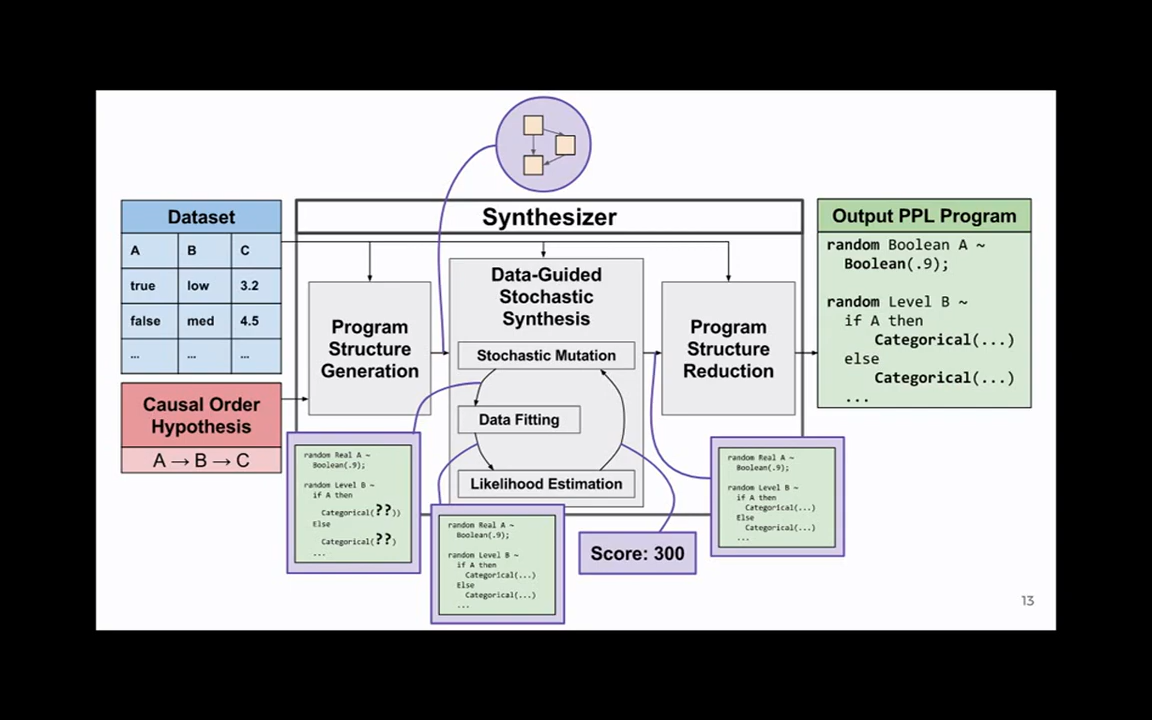 Synthesizer
Dataset
A B C
true low 3.2
false med 4.5
... ... ...
Causal Order
Hypothesis
A → B → C
Program
Structure
Generation
Data-Guided
Stochastic
Synthesis
Stochastic Mutation
Data Fitting
Likelihood Estimation
Program
Structure
Reduction
Output PPL Program
random Boolean A ~
Boolean(.9);
random Level B ~
if A then
Categorical(...)
else
Categorical(...)
...
random Real A ~
Boolean(.9);
random Level B ~
if A then
Categorical(??))
Else
Categorical(??)
...
random Real A ~
Boolean(.9);
random Level B ~
if A then
Categorical(...)
Else
Categorical(...)
...
Score: 300
random Real A ~
Boolean(.9);
random Level B ~
if A then
Categorical(...)
Else
Categorical(...)
...
13